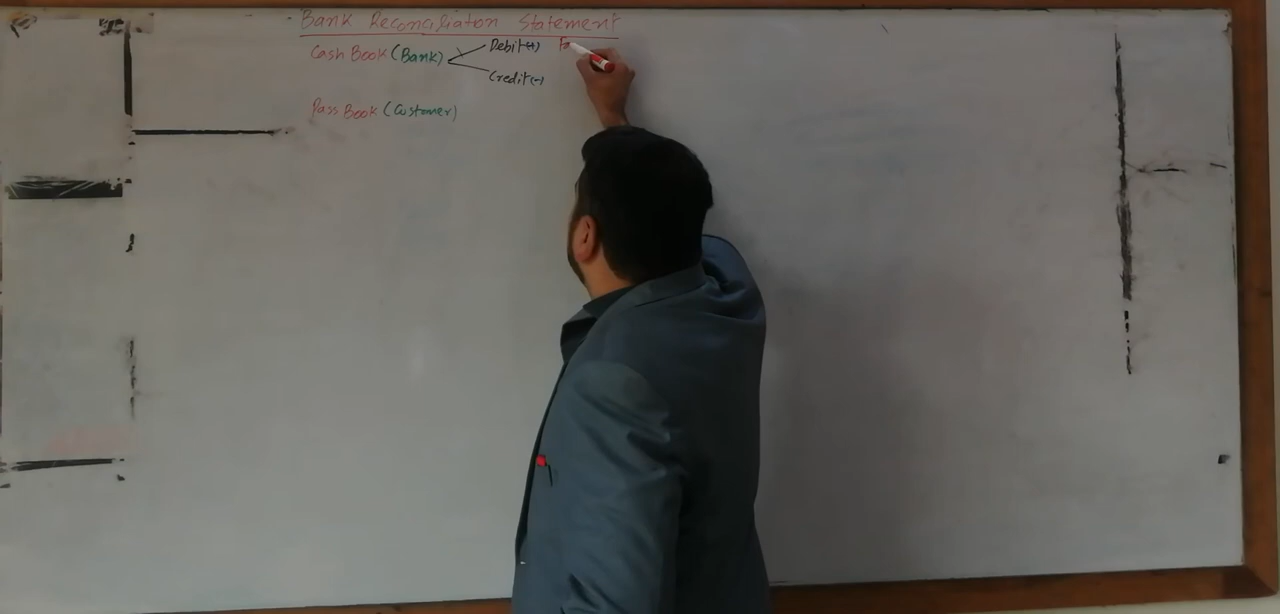 Bank Reconciliation Statement
Cash Book (Bank) Debit(+)
Credit(-)
Pass Book (Customer)